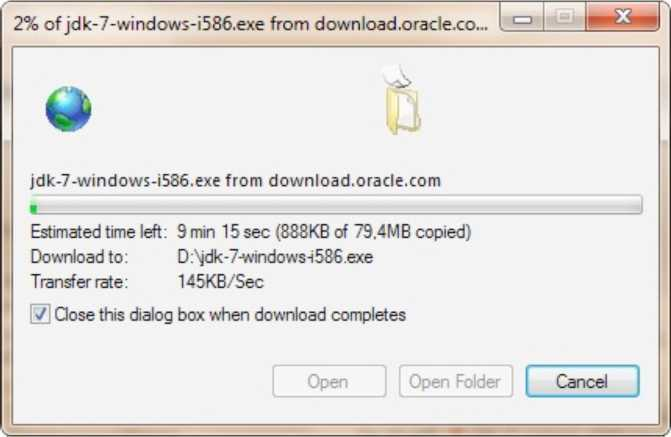 2% of jdk-7-windows-i586.exe from download.oracle.co...
jdk-7-windows-i586.exe from download.oracle.com
Estimated time left: 9 min 15 sec (888KB of 79,4MB copied)
Download to: D:\jdk-7-windows-i586.exe
Transfer rate: 145KB/Sec
Close this dialog box when download completes
Open Open Folder Cancel